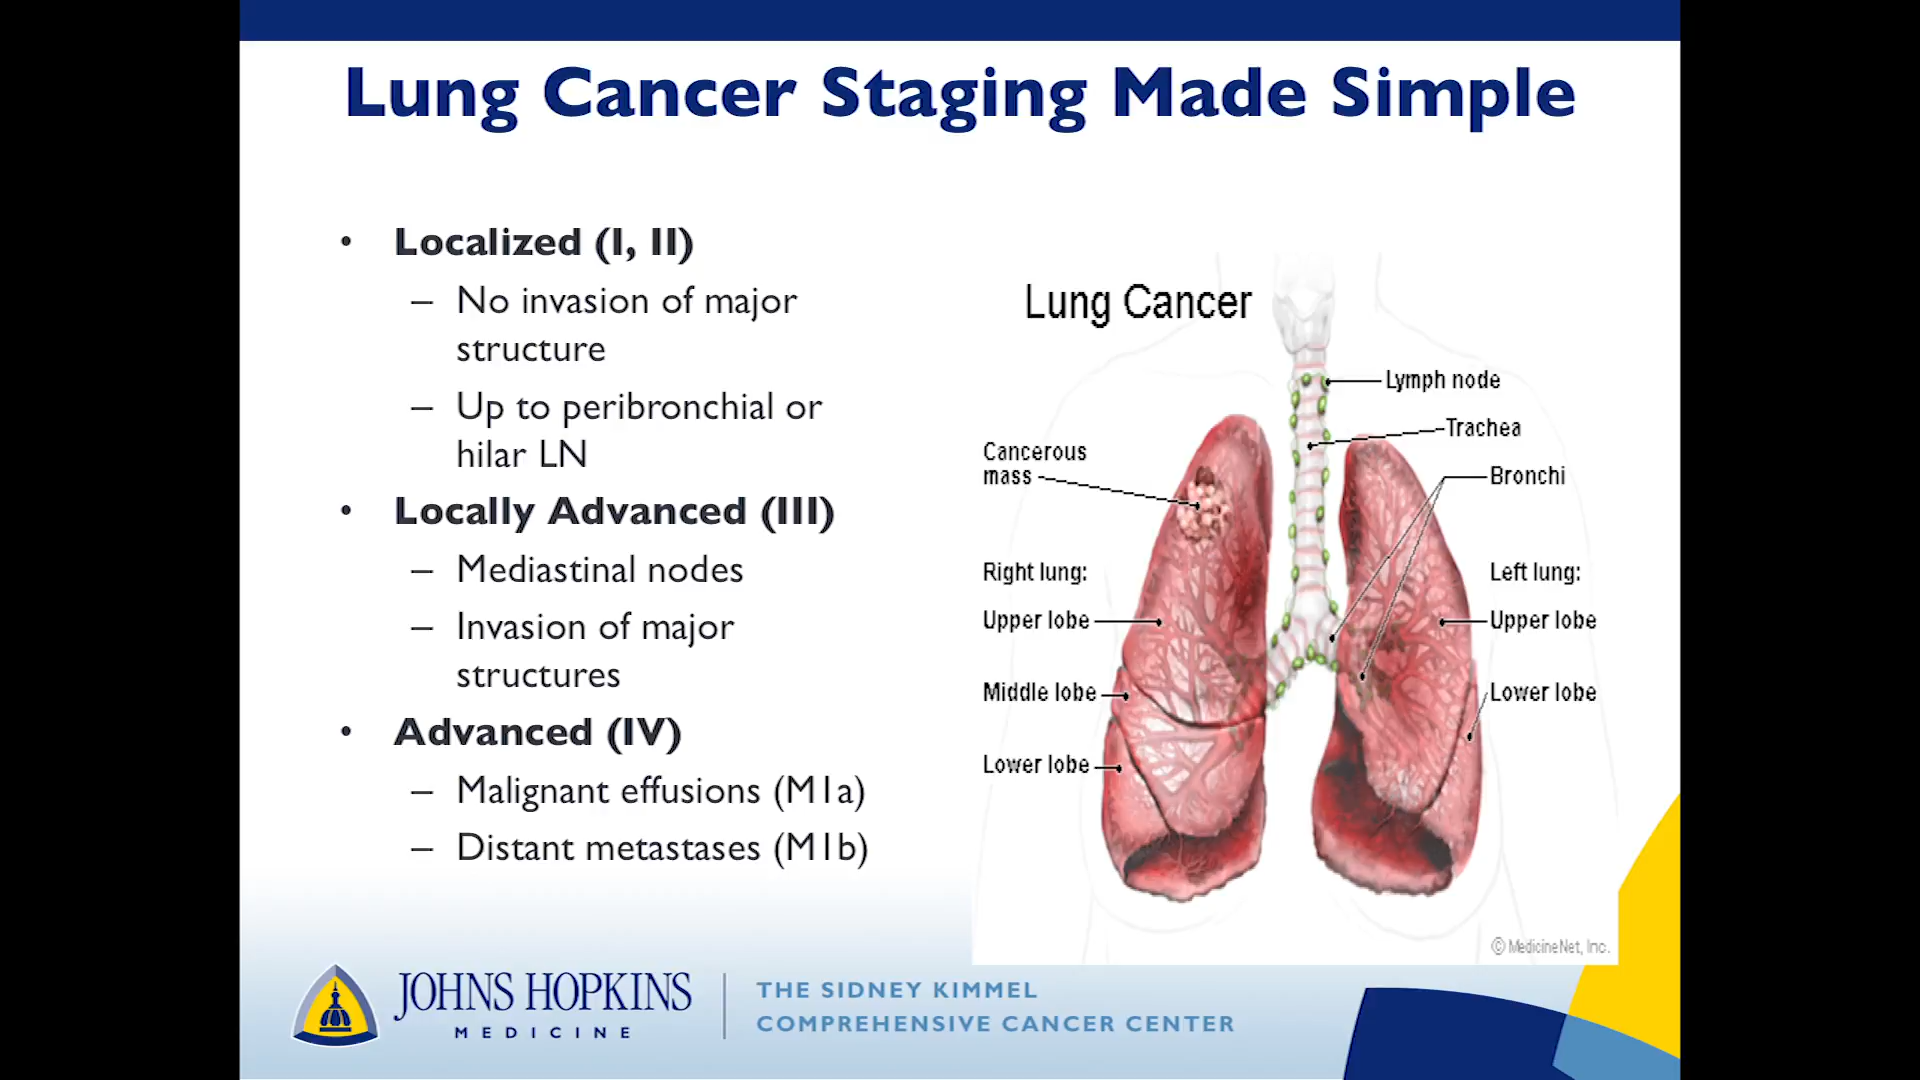 Lung Cancer Staging Made Simple
• Localized (I, II)
– No invasion of major
structure
– Up to peribronchial or
hilar LN
• Locally Advanced (III)
– Mediastinal nodes
– Invasion of major
structures
• Advanced (IV)
– Malignant effusions (M1a)
– Distant metastases (M1b)
Lung Cancer
Lymph node
Trachea
Bronchi
Cancerous
mass
Right lung:
Upper lobe
Middle lobe
Lower lobe
Left lung:
Upper lobe
Lower lobe
© MedicineNet, Inc.
JOHNS HOPKINS
MEDICINE
THE SIDNEY KIMMEL
COMPREHENSIVE CANCER CENTER